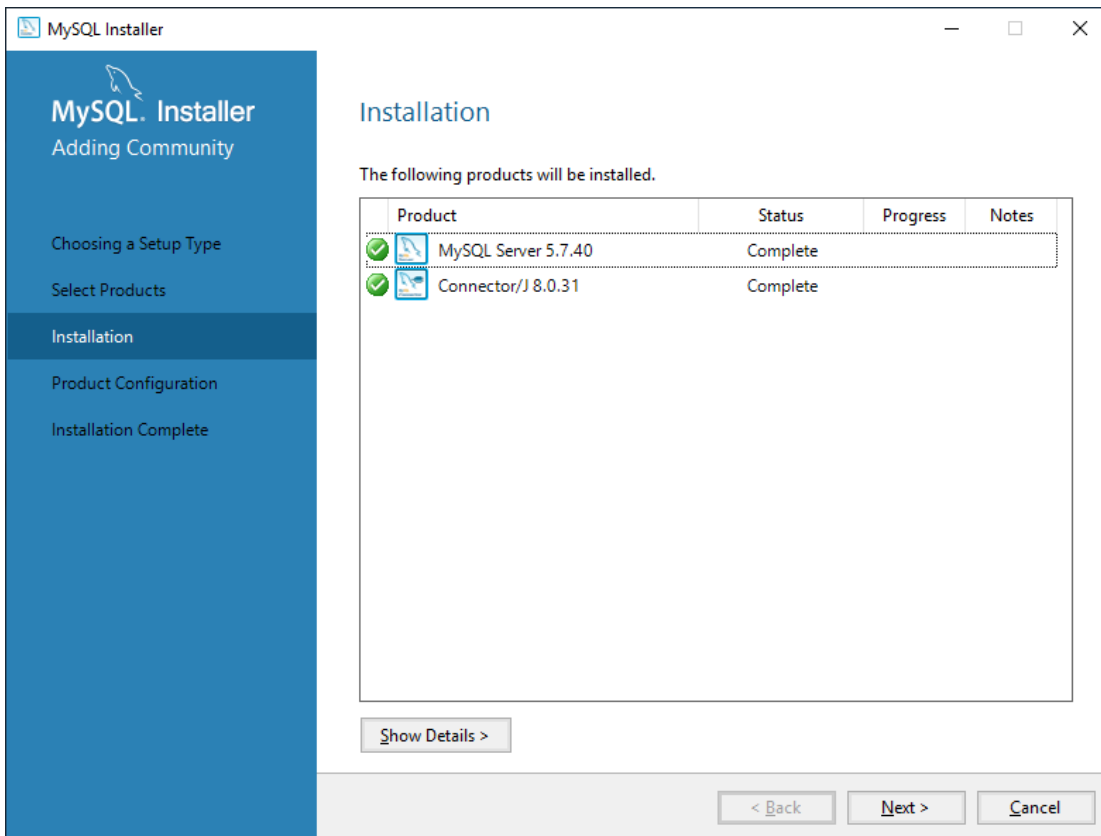 MySQL Installer
MySQL. Installer
Adding Community
Choosing a Setup Type
Select Products
Installation
Product Configuration
Installation Complete
Installation
The following products will be installed.
Product Status Progress Notes
MySQL Server 5.7.40 Complete
Connector/J 8.0.31 Complete
Show Details >
< Back Next > Cancel